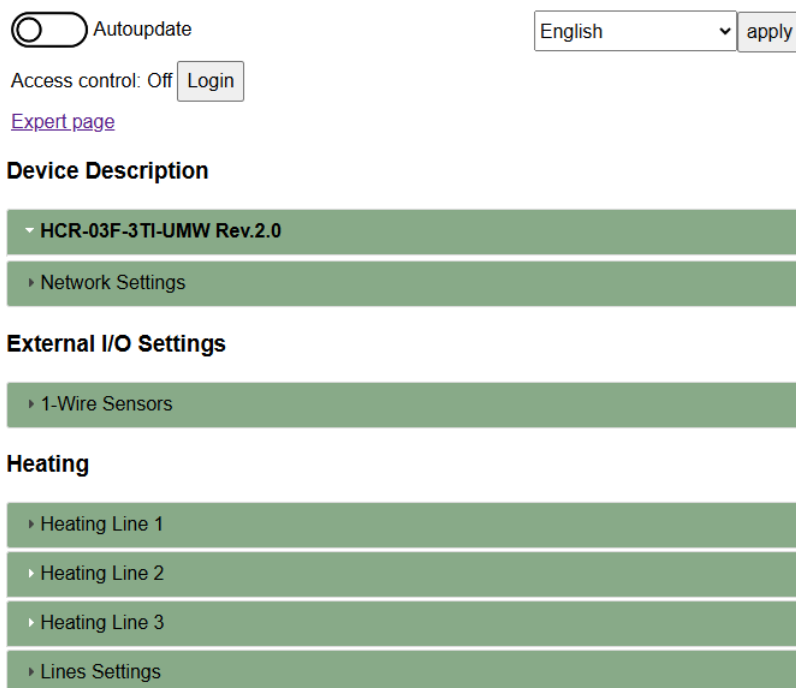 Autoupdate
English
apply
Access control: Off
Login
Expert page
Device Description
HCR-03F-3TI-UMW Rev.2.0
Network Settings
External I/O Settings
1-Wire Sensors
Heating
Heating Line 1
Heating Line 2
Heating Line 3
Lines Settings